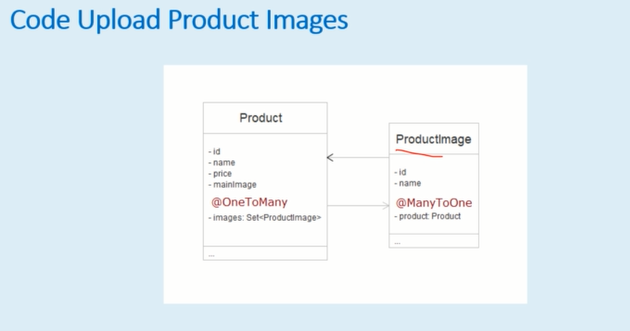 Code Upload Product Images
Product
- id
- name
- price
- mainImage
@OneToMany
- images: Set<ProductImage>
...
ProductImage
- id
- name
@ManyToOne
- product: Product
...